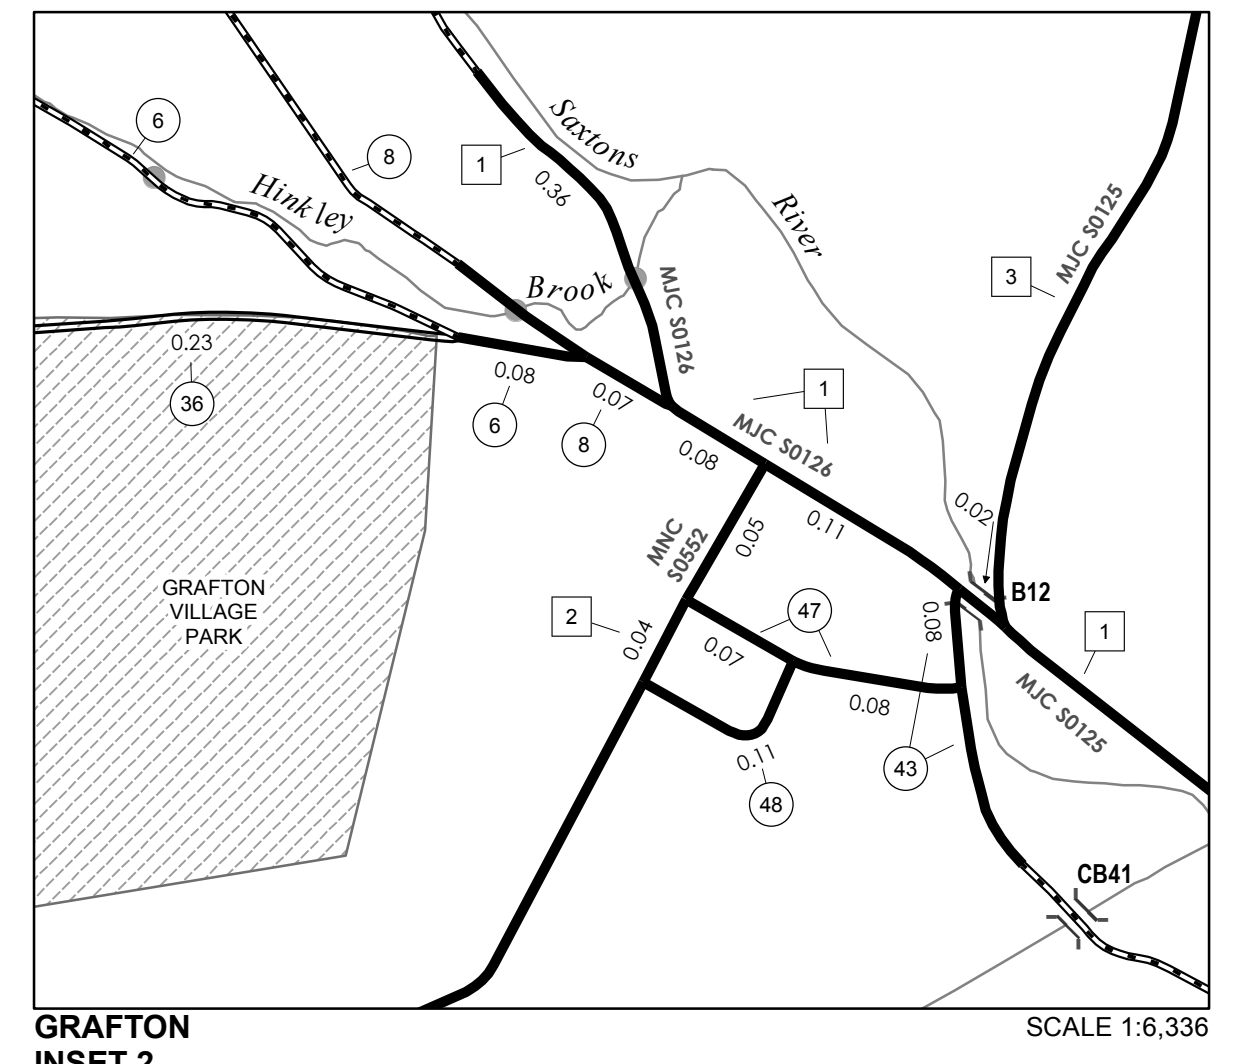 6
8
1
Saxtons
0.36
Hinkley
River
MJC S0125
3
Brook
MJC S0126
0.23
36
0.08
6
0.07
8
1
MJC S0126
0.08
0.11
0.02
MNC
S0552
0.05
B12
GRAFTON
VILLAGE
PARK
2
47
0.08
1
0.04
0.07
MJC S0125
0.08
0.11
43
48
CB41
GRAFTON
SCALE 1:6,336
INSET 2